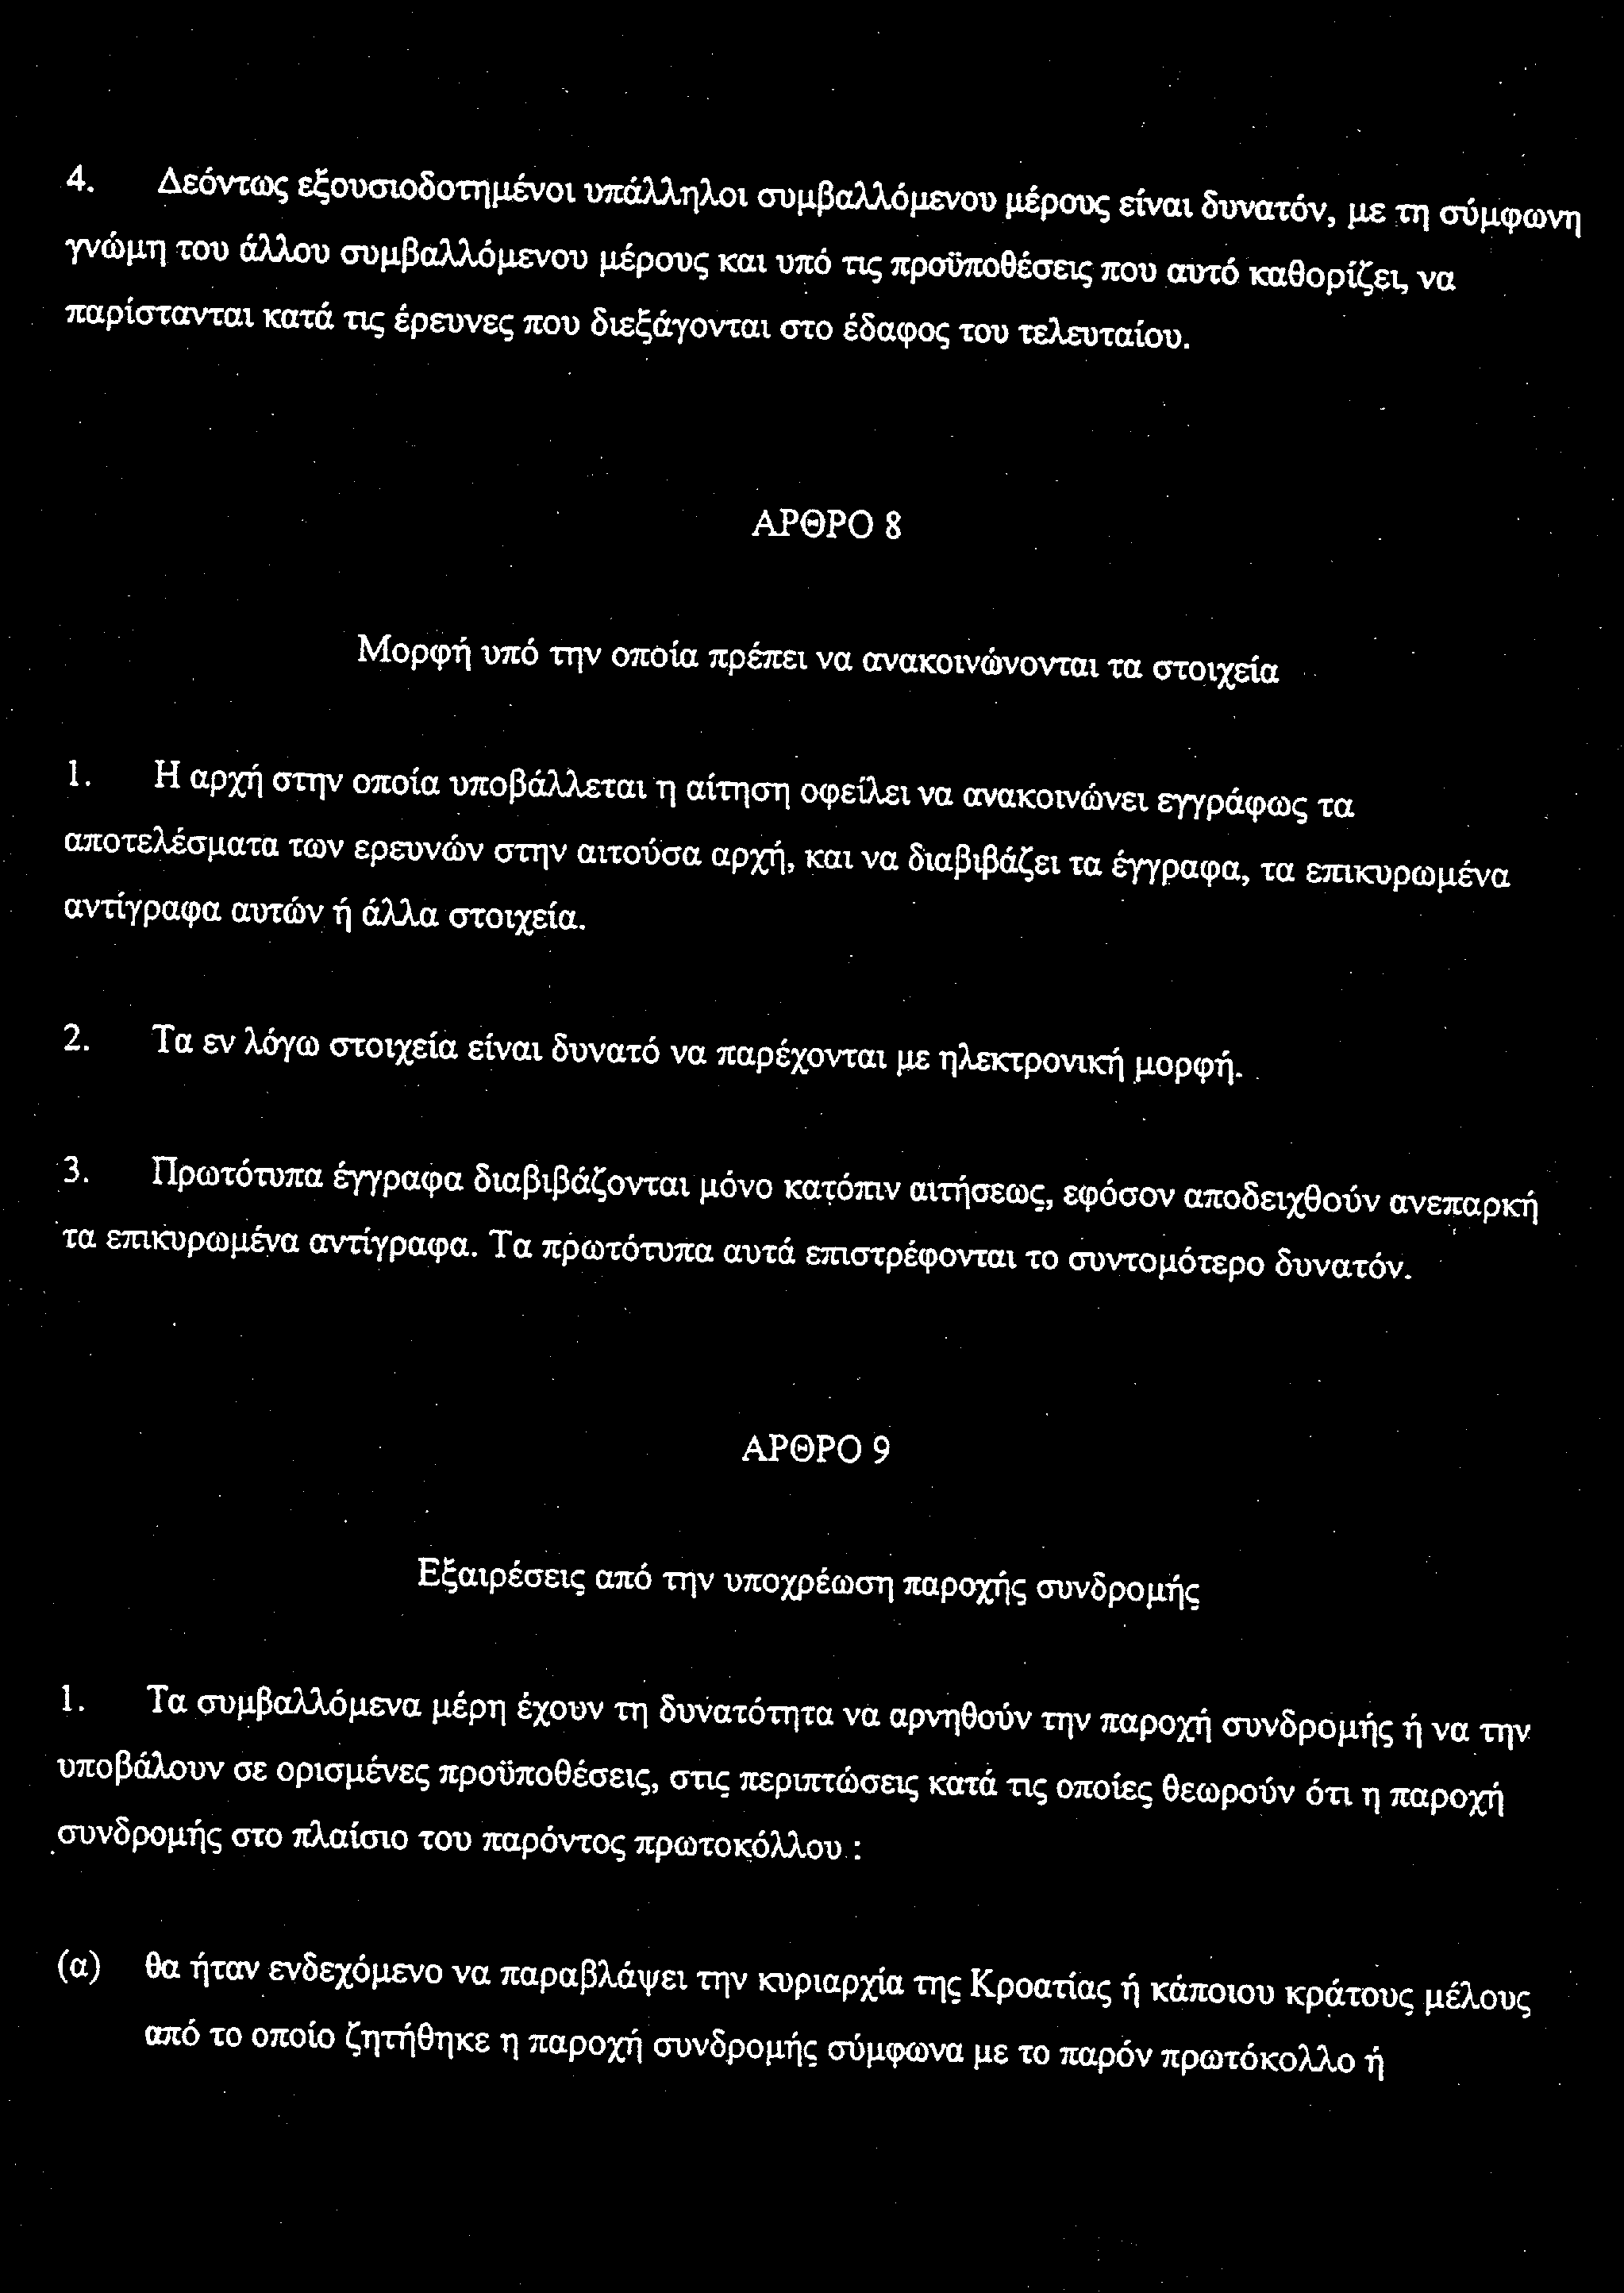 4. Δεόντως εξουσιοδοτημένοι υπάλληλοι συμβαλλόμενου μέρους είναι δυνατόν, με τη σύμφωνη
γνώμη του άλλου συμβαλλόμενου μέρους και υπό τις προϋποθέσεις που αυτό καθορίζει, να
παρίστανται κατά τις έρευνες που διεξάγονται στο έδαφος του τελευταίου.
ΑΡΘΡΟ 8
Μορφή υπό την οποία πρέπει να ανακοινώνονται τα στοιχεία
1. Η αρχή στην οποία υποβάλλεται η αίτηση οφείλει να ανακοινώνει εγγράφως τα
αποτελέσματα των ερευνών στην αιτούσα αρχή, και να διαβιβάζει τα έγγραφα, τα επικυρωμένα
αντίγραφα αυτών ή άλλα στοιχεία.
2. Τα εν λόγω στοιχεία είναι δυνατό να παρέχονται με ηλεκτρονική μορφή.
3. Πρωτότυπα έγγραφα διαβιβάζονται μόνο κατόπιν αιτήσεως, εφόσον αποδειχθούν ανεπαρκή
τα επικυρωμένα αντίγραφα. Τα πρωτότυπα αυτά επιστρέφονται το συντομότερο δυνατόν.
ΑΡΘΡΟ 9
Εξαιρέσεις από την υποχρέωση παροχής συνδρομής
1. Τα συμβαλλόμενα μέρη έχουν τη δυνατότητα να αρνηθούν την παροχή συνδρομής ή να την
υποβάλουν σε ορισμένες προϋποθέσεις, στις περιπτώσεις κατά τις οποίες θεωρούν ότι η παροχή
συνδρομής στο πλαίσιο του παρόντος πρωτοκόλλου :
(α) θα ήταν ενδεχόμενο να παραβλάψει την κυριαρχία της Κροατίας ή κάποιου κράτους μέλους
από το οποίο ζητήθηκε η παροχή συνδρομής σύμφωνα με το παρόν πρωτόκολλο ή